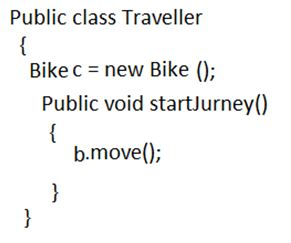 Public class Traveller
{
Bike c = new Bike ();
Public void startJurney()
{
b.move();
}
}